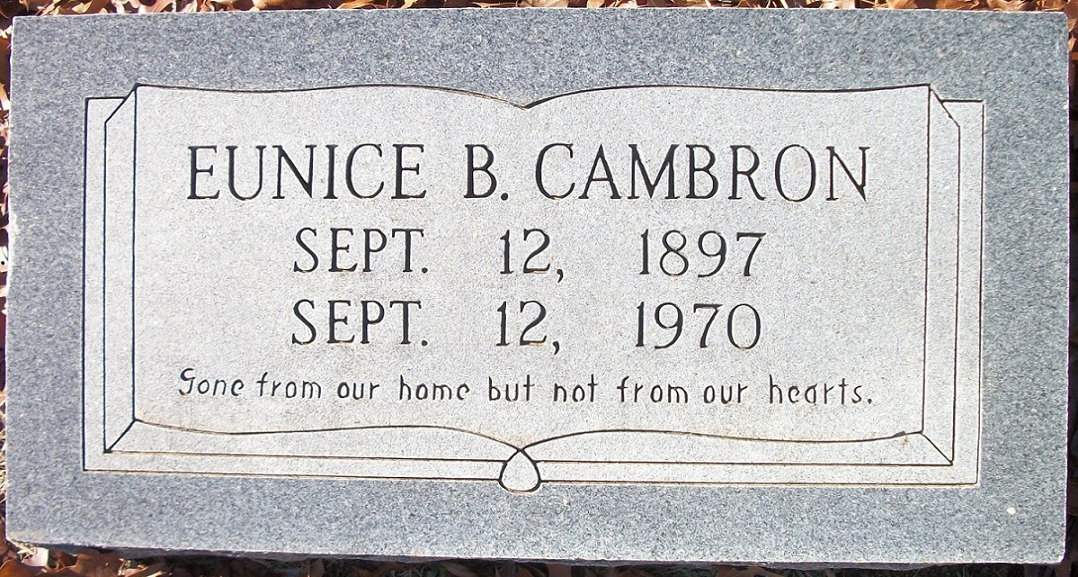 EUNICE B. CAMBRON
SEPT. 12, 1897
SEPT. 12, 1970
Gone from our home but not from our hearts.